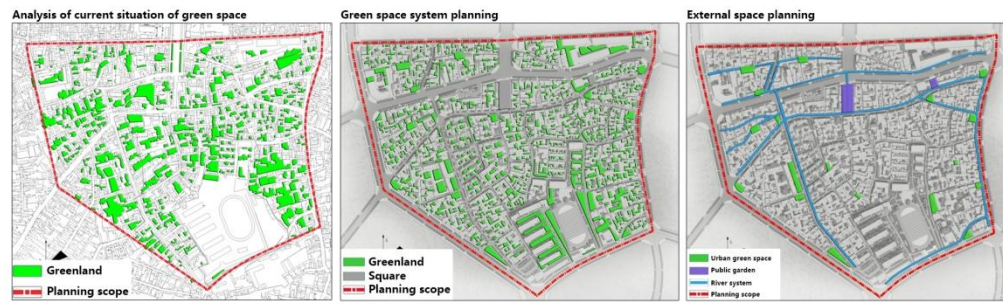 Analysis of current situation of green space
Greenland
Planning scope
Green space system planning
Greenland
Square
Planning scope
External space planning
Urban green space
Public garden
River system
Planning scope